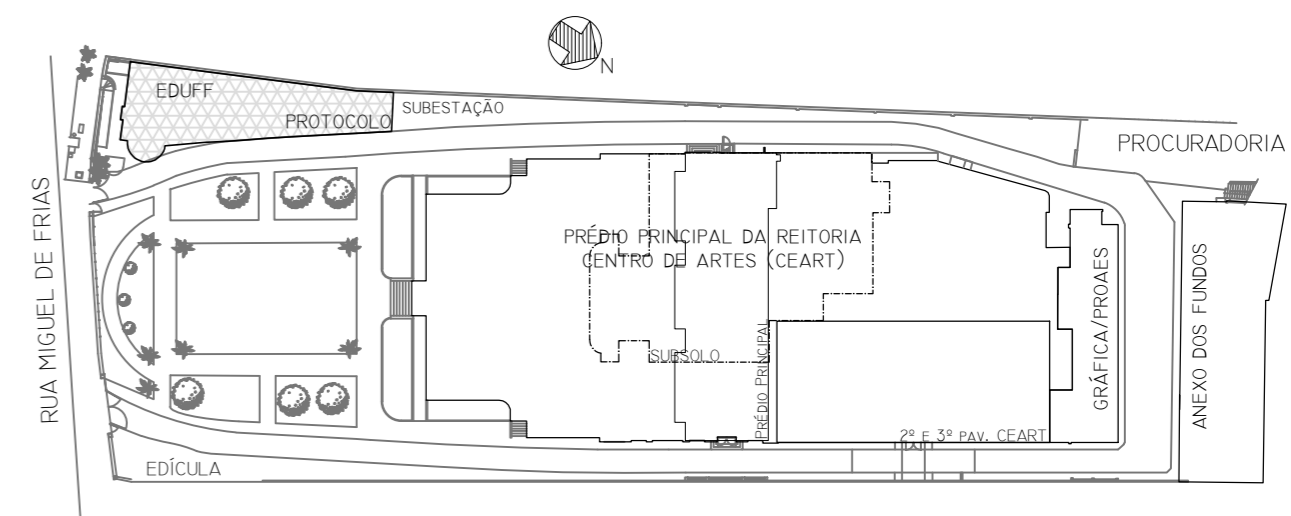 N
EDUFF
PROTOCOLO
SUBESTAÇÃO
PROCURADORIA
RUA MIGUEL DE FRIAS
PRÉDIO PRINCIPAL DA REITORIA
CENTRO DE ARTES (CEART)
SUBSOLO
PRÉDIO PRINCIPAL
GRÁFICA/PROAES
ANEXO DOS FUNDOS
2º E 3º PAV. CEART
EDÍCULA